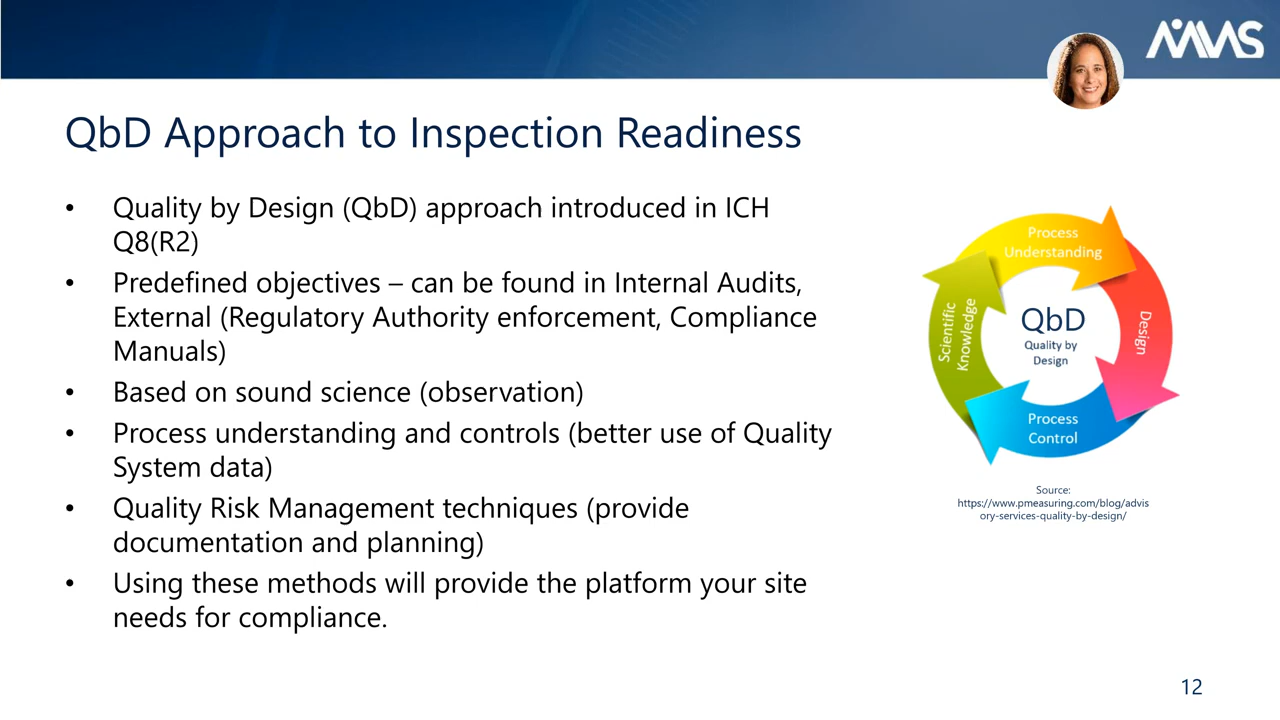 MMS
QbD Approach to Inspection Readiness
• Quality by Design (QbD) approach introduced in ICH
Q8(R2)
• Predefined objectives – can be found in Internal Audits,
External (Regulatory Authority enforcement, Compliance
Manuals)
• Based on sound science (observation)
• Process understanding and controls (better use of Quality
System data)
• Quality Risk Management techniques (provide
documentation and planning)
• Using these methods will provide the platform your site
needs for compliance.
Process
Understanding
Design
Process
Control
Scientific
Knowledge
QbD
Quality by
Design
Source:
https://www.pmeasuring.com/blog/advis
ory-services-quality-by-design/
12